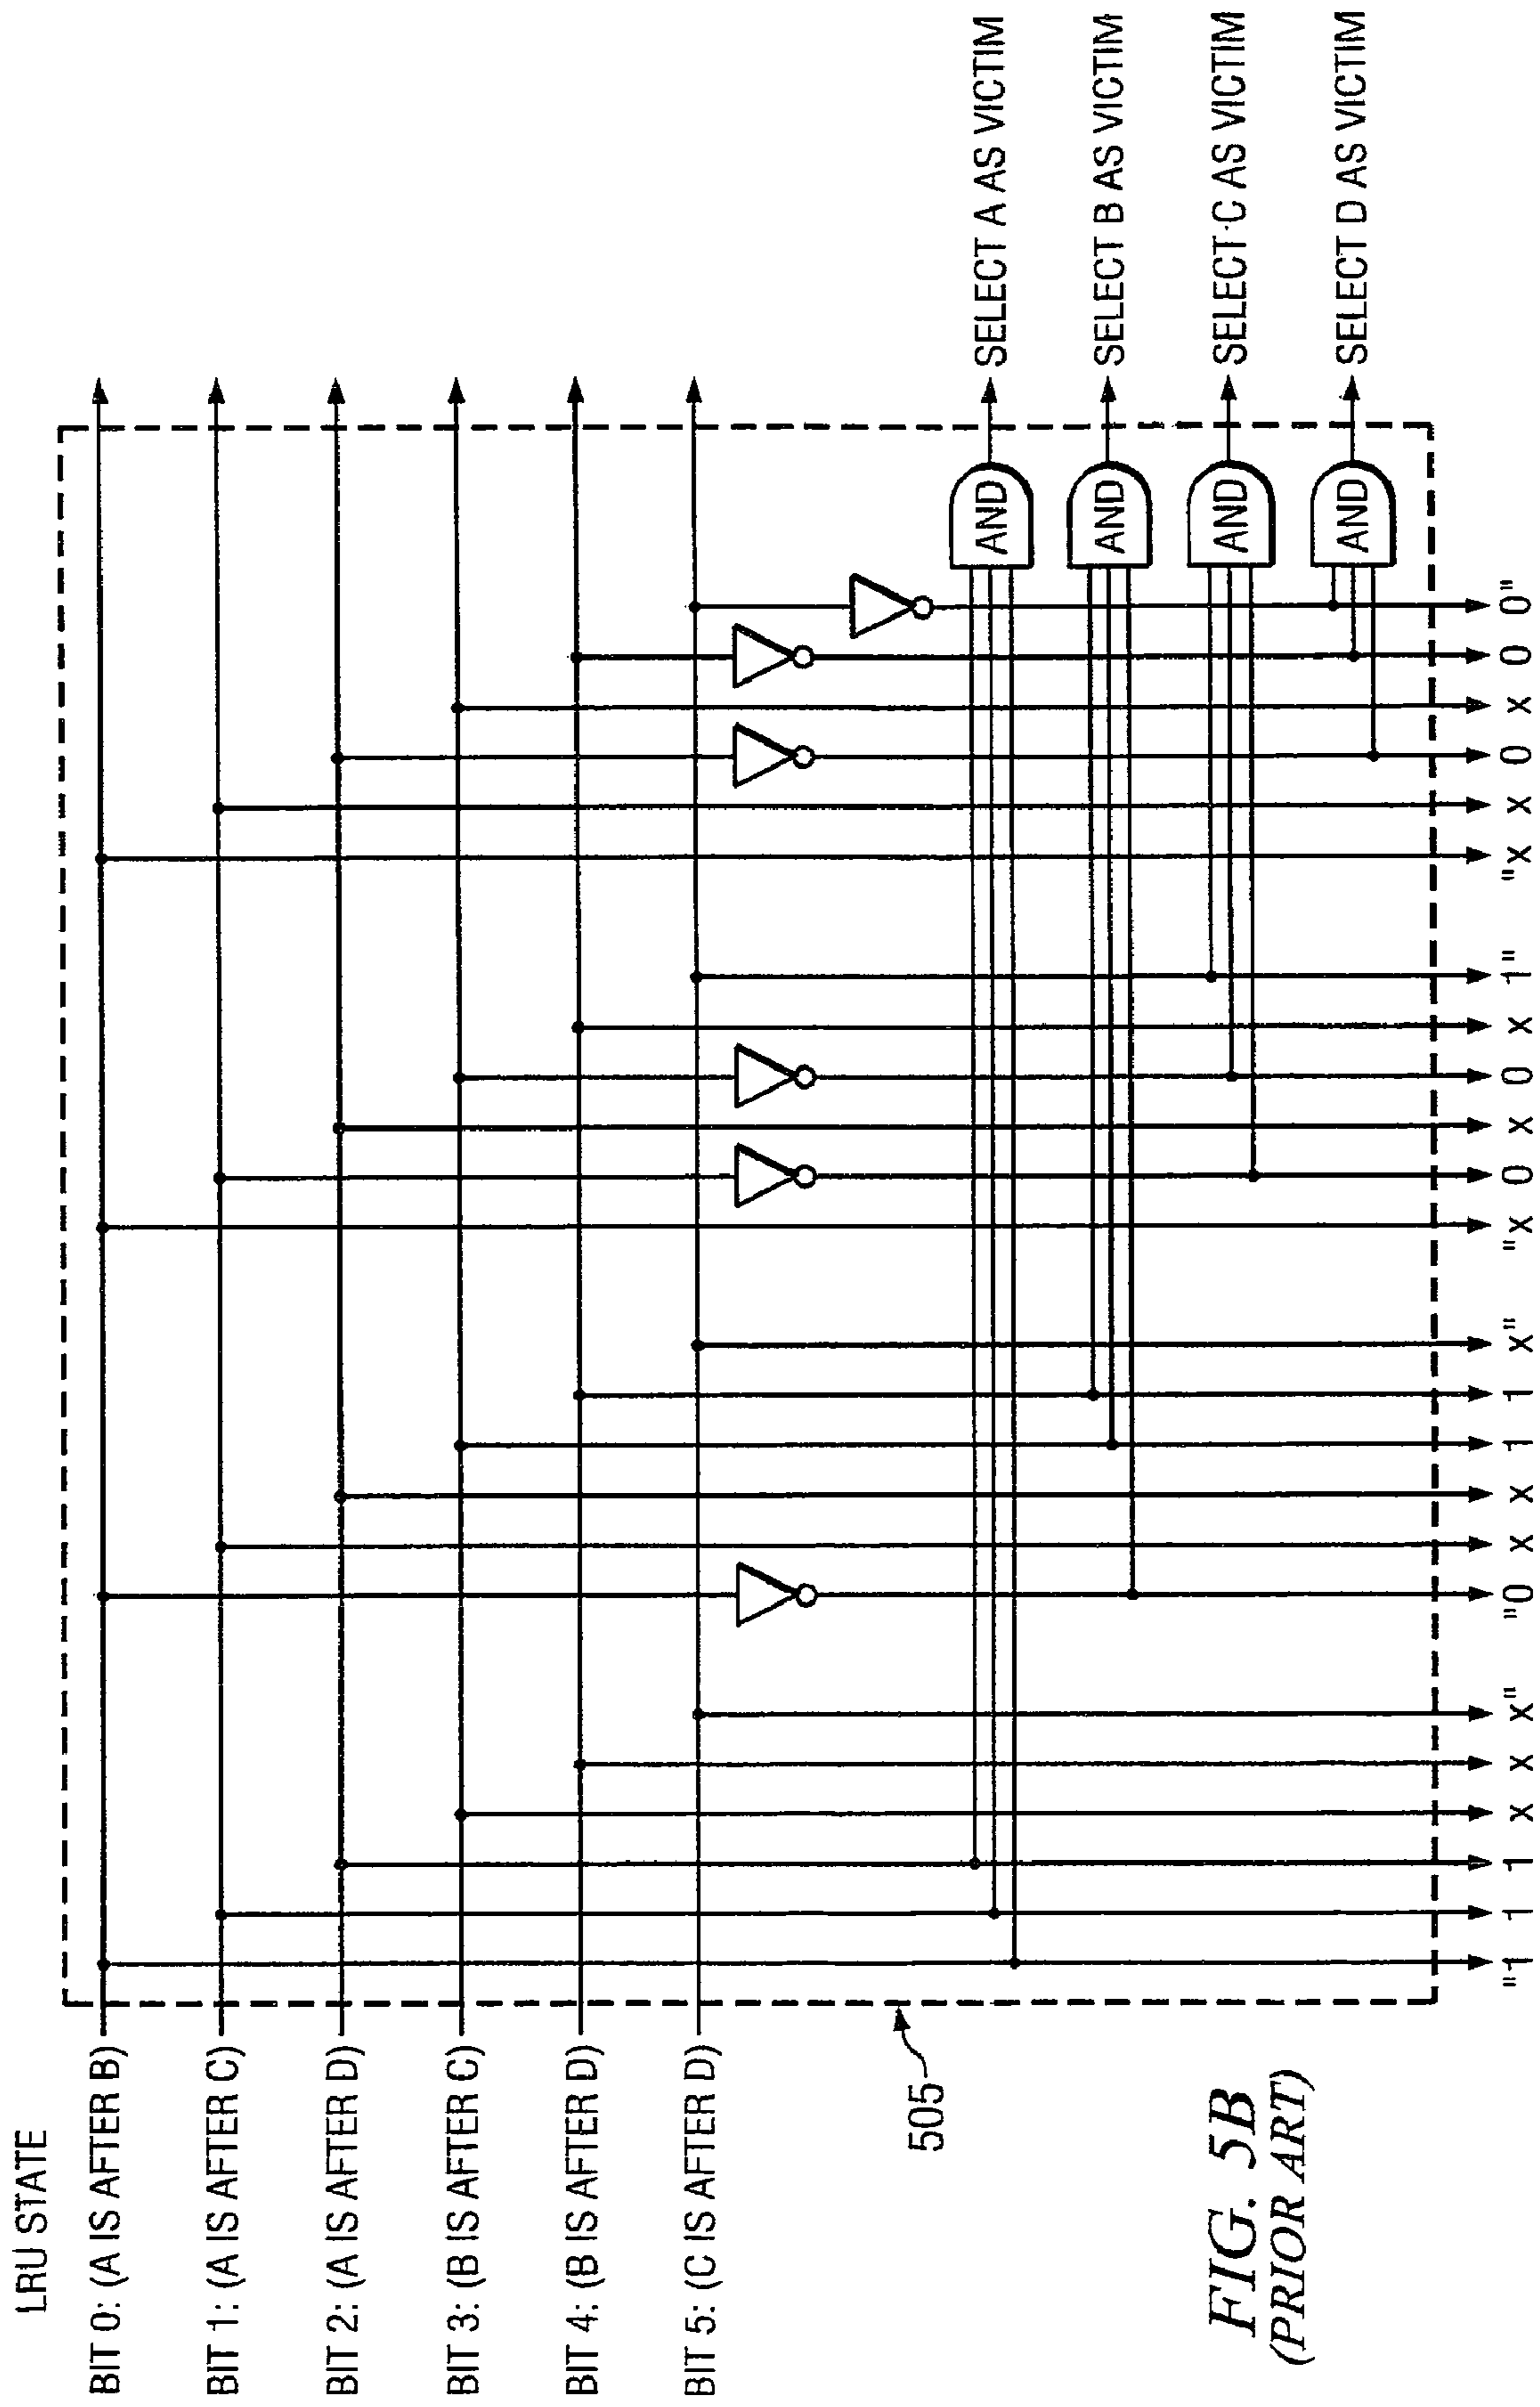 LRU STATE
BIT 0: (A IS AFTER B)
BIT 1: (A IS AFTER C)
BIT 2: (A IS AFTER D)
BIT 3: (B IS AFTER C)
BIT 4: (B IS AFTER D)
BIT 5: (C IS AFTER D)
505
AND
SELECT A AS VICTIM
AND
SELECT B AS VICTIM
AND
SELECT C AS VICTIM
AND
SELECT D AS VICTIM
"1 1 1 X X X" "0 X X 1 1 X" "X 0 X 0 X 1" "X X 0 X 0 0"
FIG. 5B
(PRIOR ART)